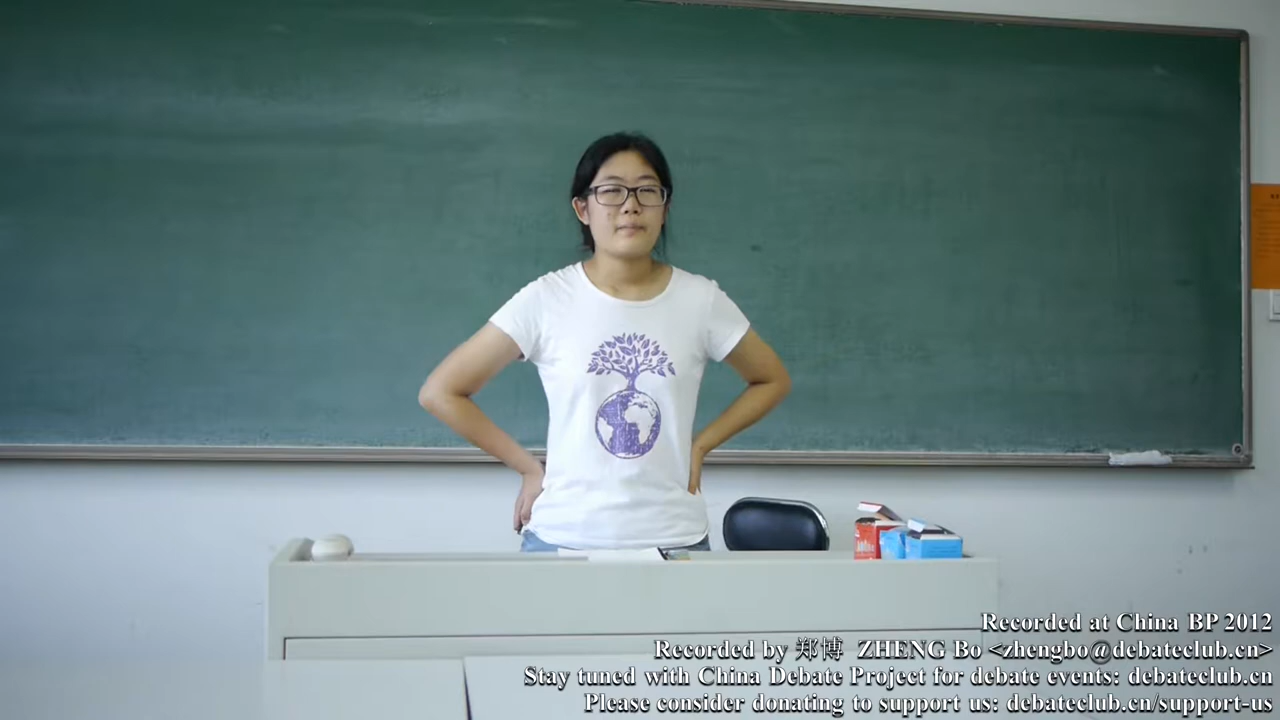 Recorded at China BP 2012
Recorded by 郑博 ZHENG Bo <zhengbo@debateclub.cn>
Stay tuned with China Debate Project for debate events: debateclub.cn
Please consider donating to support us: debateclub.cn/support-us